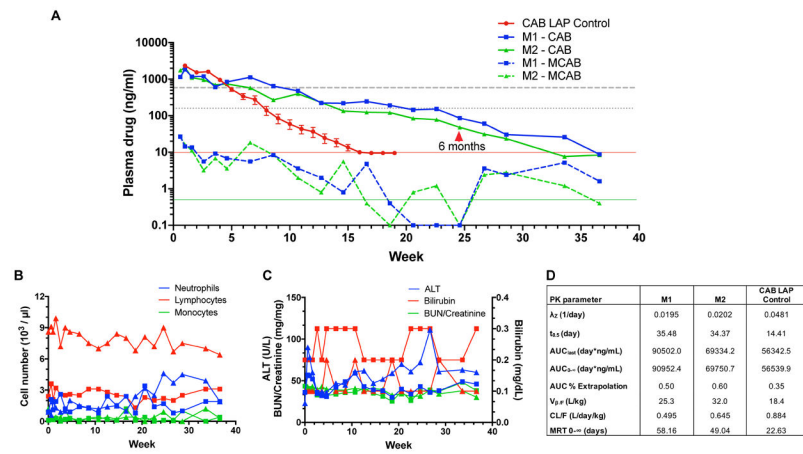 A
CAB LAP Control
M1 - CAB
M2 - CAB
M1 - MCAB
M2 - MCAB
Plasma drug (ng/ml)
10000
1000
100
10
1
0.1
6 months
0 5 10 15 20 25 30 35 40
Week
B
Neutrophils
Lymphocytes
Monocytes
Cell number (10³ / µl)
12
9
6
3
0
0 10 20 30 40
Week
C
ALT
Bilirubin
BUN/Creatinine
ALT (U/L)
BUN/Creatinine (mg/mg)
150
100
50
0
0.4
0.3
0.2
0.1
0.0
Bilirubin (mg/dL)
0 10 20 30 40
Week
D
PK parameter M1 M2 CAB LAP Control
λz (1/day) 0.0195 0.0202 0.0481
t0.5 (day) 35.48 34.37 14.41
AUClast (day*ng/mL) 90502.0 69334.2 56342.5
AUC0-∞ (day*ng/mL) 90952.4 69750.7 56539.9
AUC % Extrapolation 0.50 0.60 0.35
Vβ/F (L/kg) 25.3 32.0 18.4
CL/F (L/day/kg) 0.495 0.645 0.884
MRT 0-∞ (days) 58.16 49.04 22.63